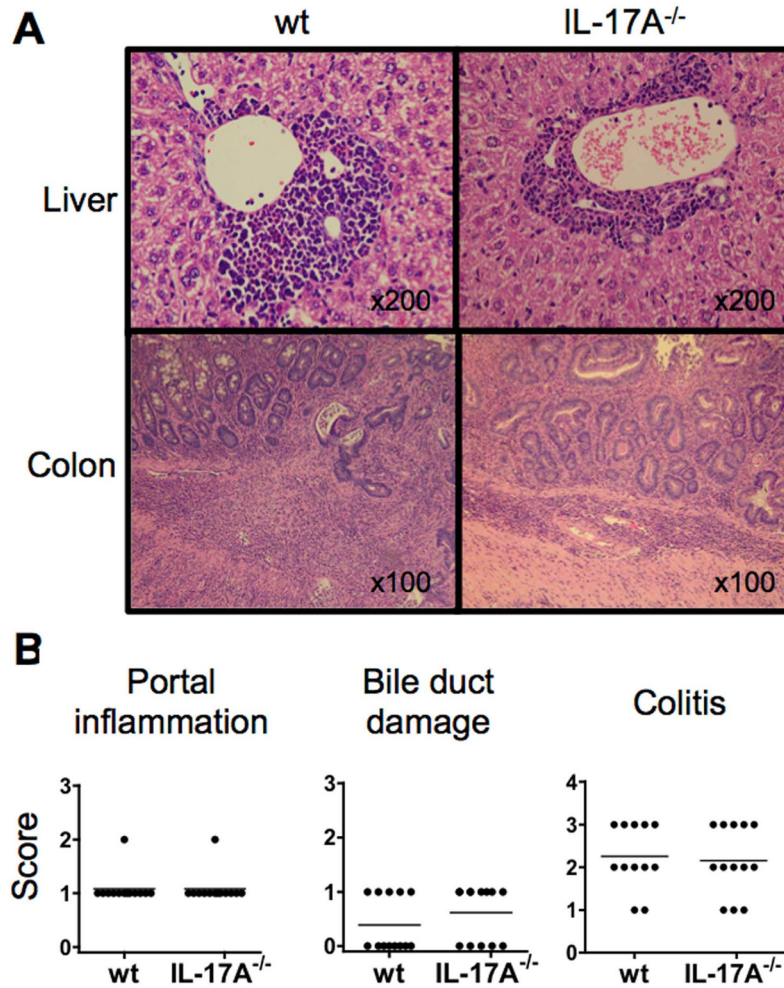 A
wt
IL-17A-/-
Liver
x200
x200
Colon
x100
x100
B
Portal
inflammation
Bile duct
damage
Colitis
Score
3
2
1
0
wt
IL-17A-/-
3
2
1
0
wt
IL-17A-/-
4
3
2
1
0
wt
IL-17A-/-